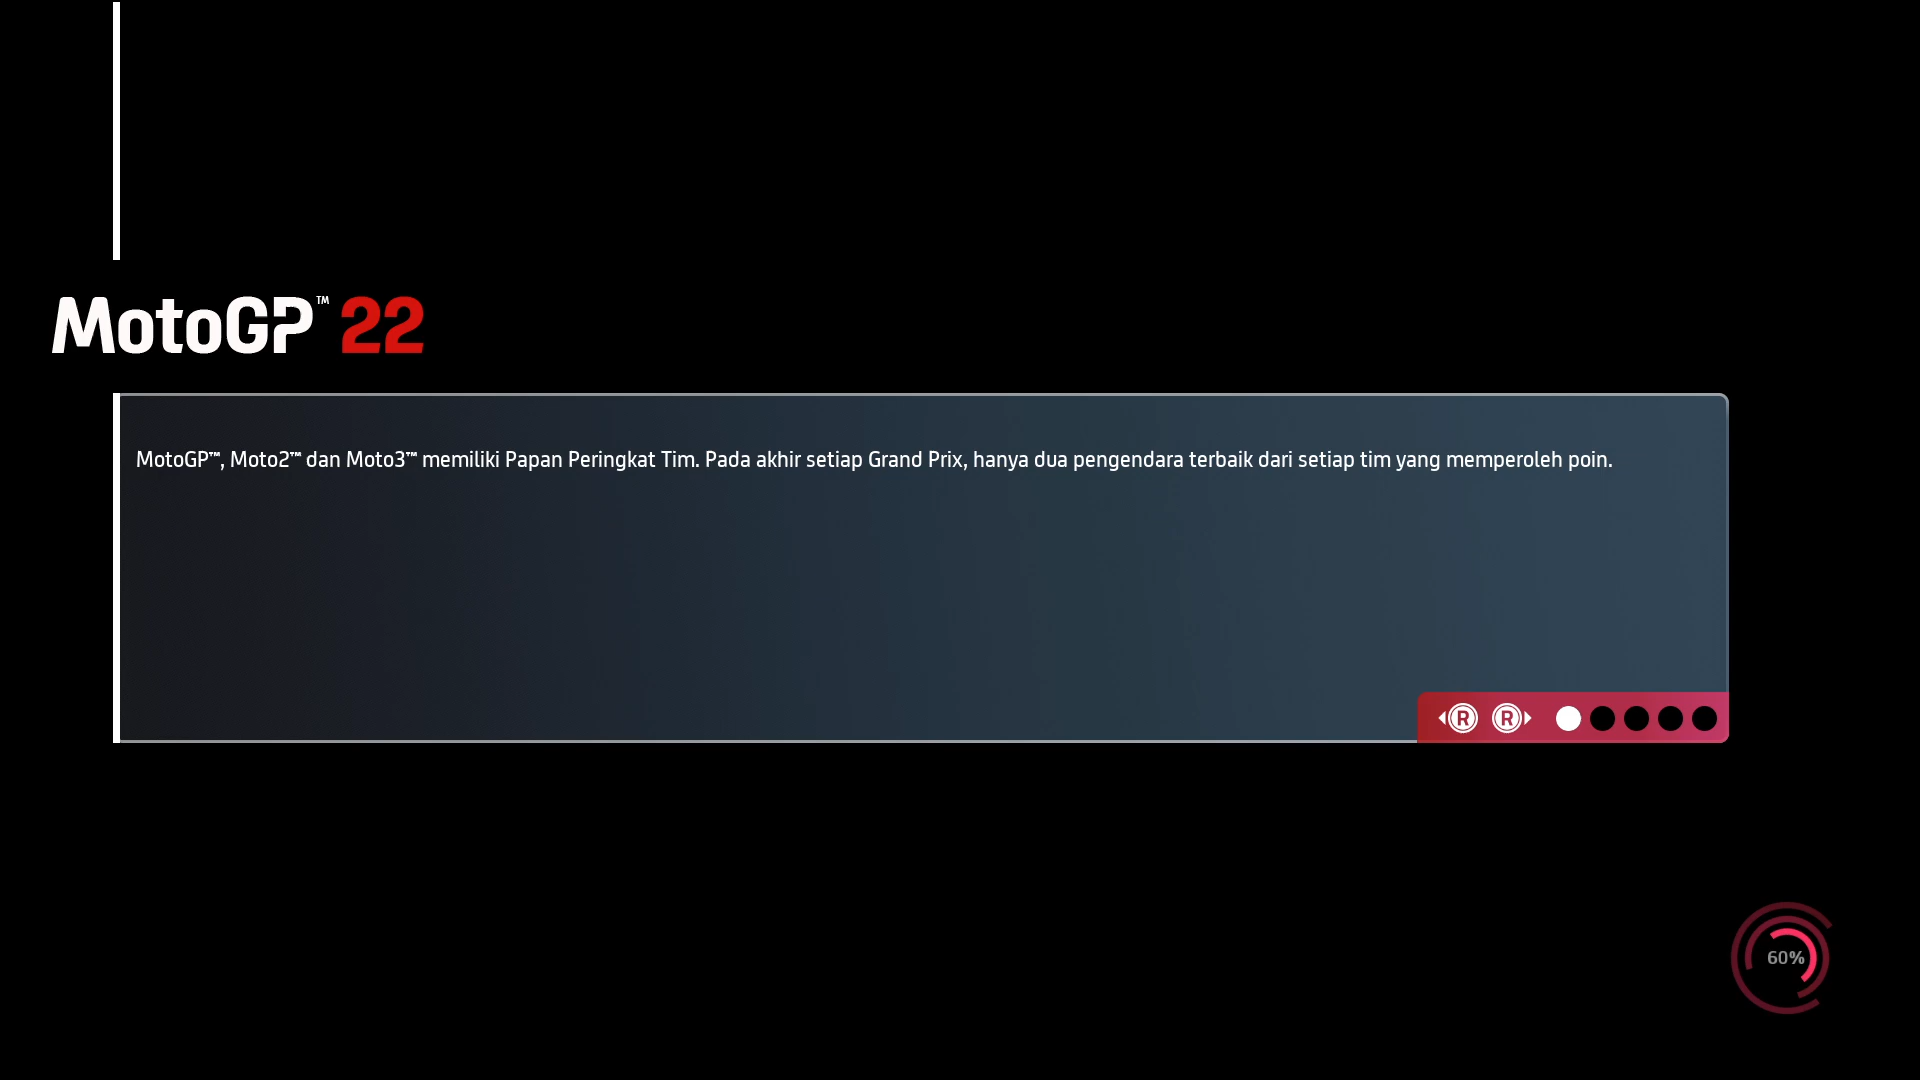 MotoGP™ 22
MotoGP™, Moto2™ dan Moto3™ memiliki Papan Peringkat Tim. Pada akhir setiap Grand Prix, hanya dua pengendara terbaik dari setiap tim yang memperoleh poin.
R R
60%